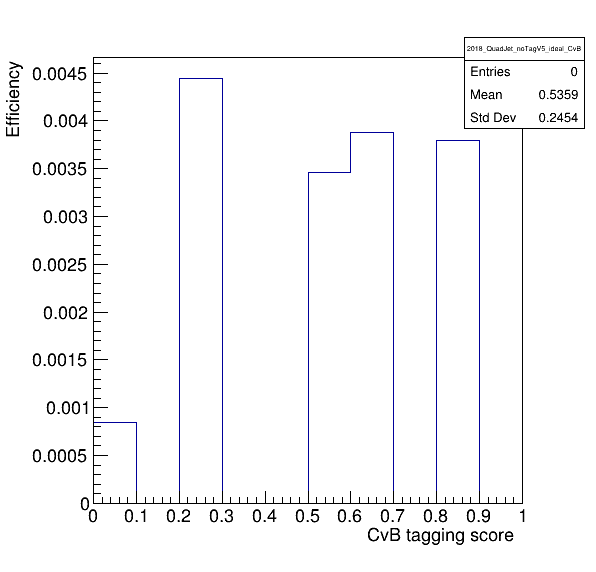 2018_QuadJet_noTagV5_ideal_CvB
Entries 0
Mean 0.5359
Std Dev 0.2454
Efficiency
0.0045
0.004
0.0035
0.003
0.0025
0.002
0.0015
0.001
0.0005
0
0 0.1 0.2 0.3 0.4 0.5 0.6 0.7 0.8 0.9 1
CvB tagging score